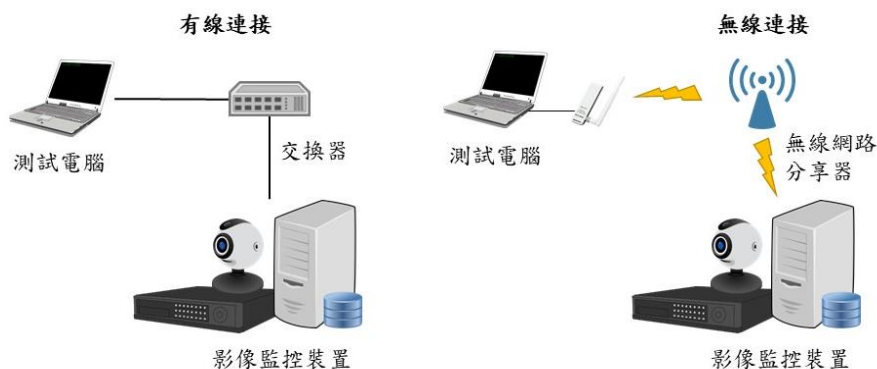 有線連接
測試電腦
交換器
影像監控裝置
無線連接
測試電腦
無線網路
分享器
影像監控裝置